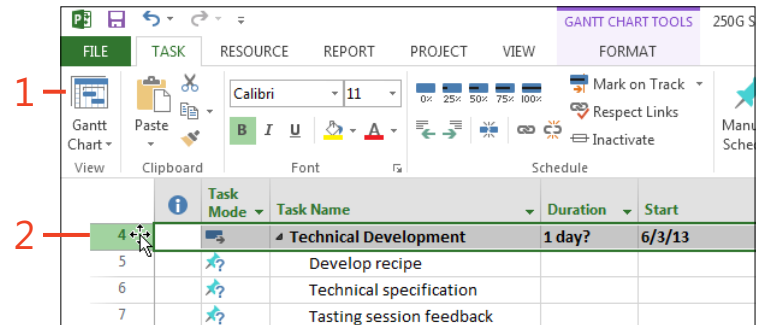 GANTT CHART TOOLS 250G S
FILE TASK RESOURCE REPORT PROJECT VIEW FORMAT
1
Gantt Chart
Paste
Calibri 11
B I U A
0% 25% 50% 75% 100%
Mark on Track
Respect Links
Inactivate
Manu
Sche
View Clipboard Font Schedule
Task Mode Task Name Duration Start
2
4 Technical Development 1 day? 6/3/13
5 Develop recipe
6 Technical specification
7 Tasting session feedback